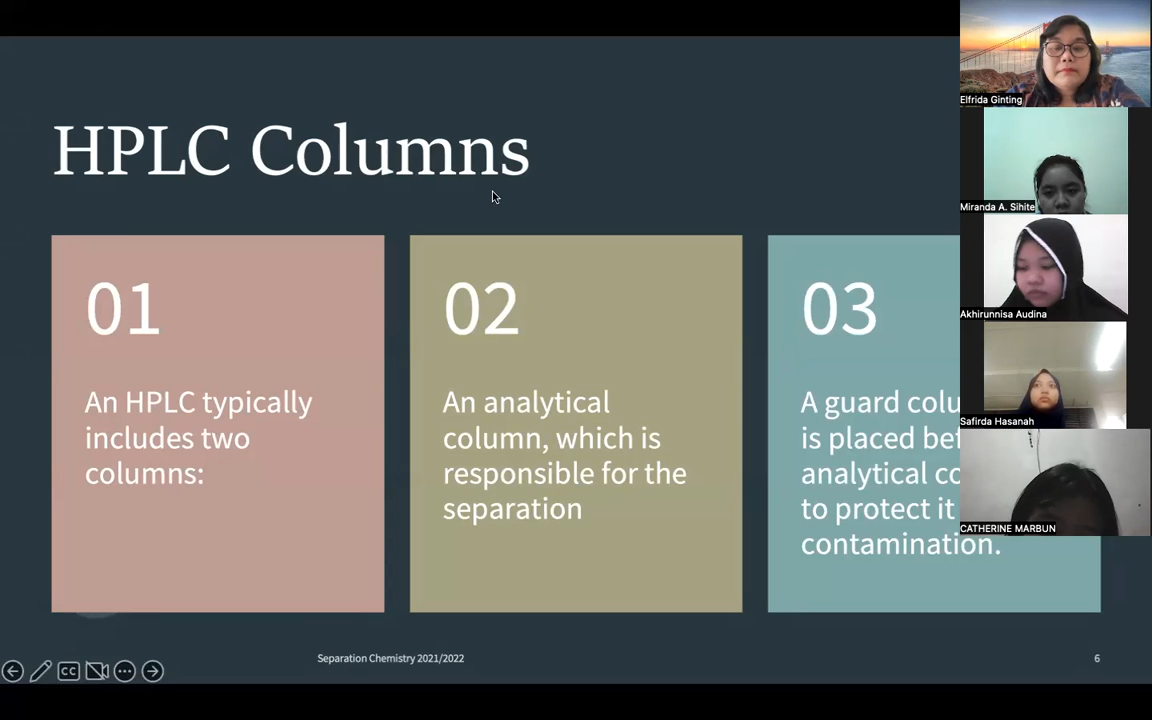 HPLC Columns
01
An HPLC typically
includes two
columns:
02
An analytical
column, which is
responsible for the
separation
03
A guard colu
is placed bef
analytical co
to protect it
contamination.
Elfrida Ginting
Miranda A. Sihite
Akhirunnisa Audina
Safirda Hasanah
CATHERINE MARBUN
CC
Separation Chemistry 2021/2022
6